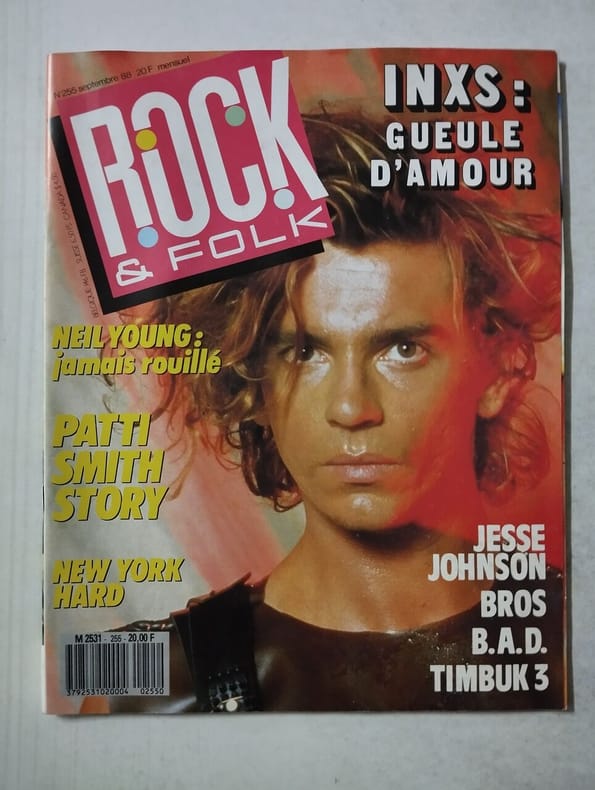 N°255 septembre 88 20 F mensuel
ROCK
& FOLK
INXS :
GUEULE
D'AMOUR
NEIL YOUNG :
jamais rouillé
PATTI
SMITH
STORY
NEW YORK
HARD
JESSE
JOHNSON
BROS
B.A.D.
TIMBUK 3
M 2531 - 255 - 20,00 F
3792531020004 02550